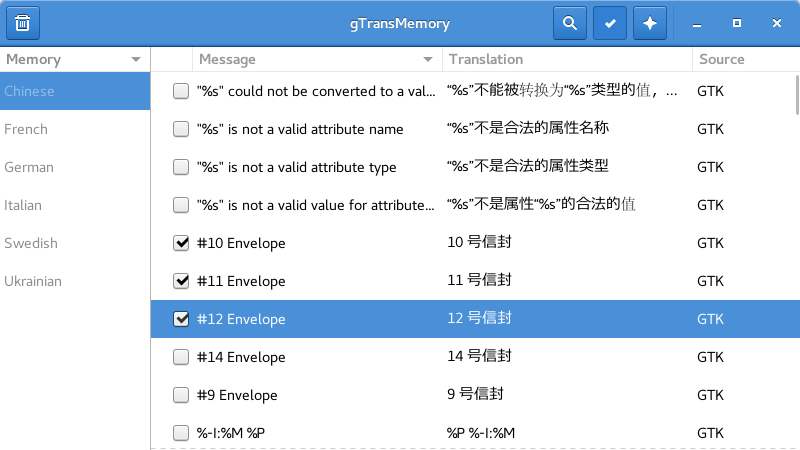 gTransMemory
Memory
Message
Translation
Source
Chinese
French
German
Italian
Swedish
Ukrainian
"%s" could not be converted to a val... “%s”不能被转换为“%s”类型的值，... GTK
"%s" is not a valid attribute name “%s”不是合法的属性名称 GTK
"%s" is not a valid attribute type “%s”不是合法的属性类型 GTK
"%s" is not a valid value for attribute... “%s”不是属性“%s”的合法的值 GTK
#10 Envelope 10 号信封 GTK
#11 Envelope 11 号信封 GTK
#12 Envelope 12 号信封 GTK
#14 Envelope 14 号信封 GTK
#9 Envelope 9 号信封 GTK
%-I:%M %P %P %-I:%M GTK